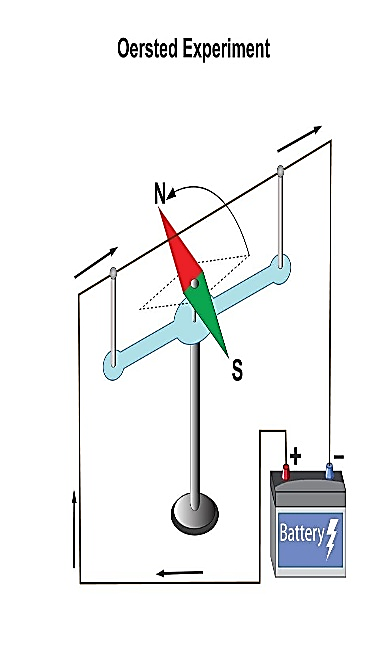 Oersted Experiment
N
S
+ −
Battery